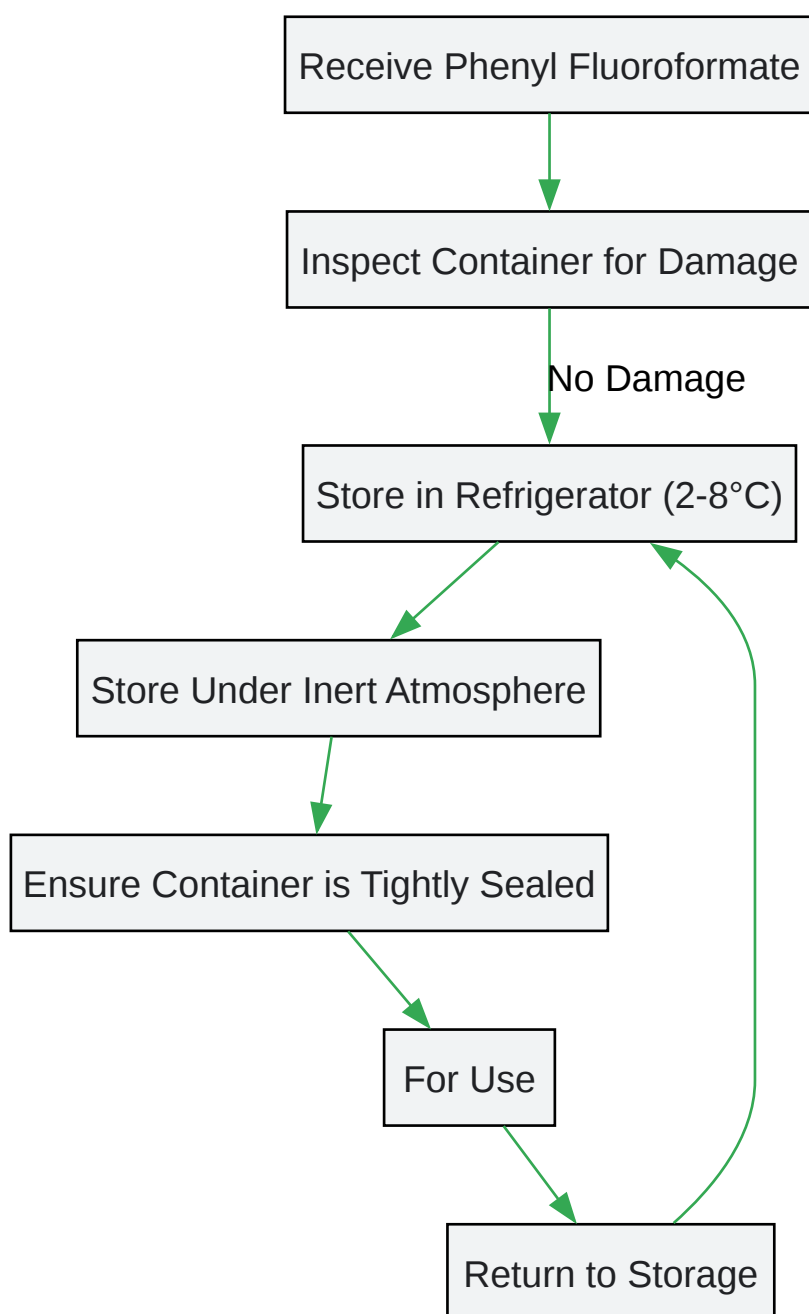 Receive Phenyl Fluoroformate
Inspect Container for Damage
No Damage
Store in Refrigerator (2-8°C)
Store Under Inert Atmosphere
Ensure Container is Tightly Sealed
For Use
Return to Storage